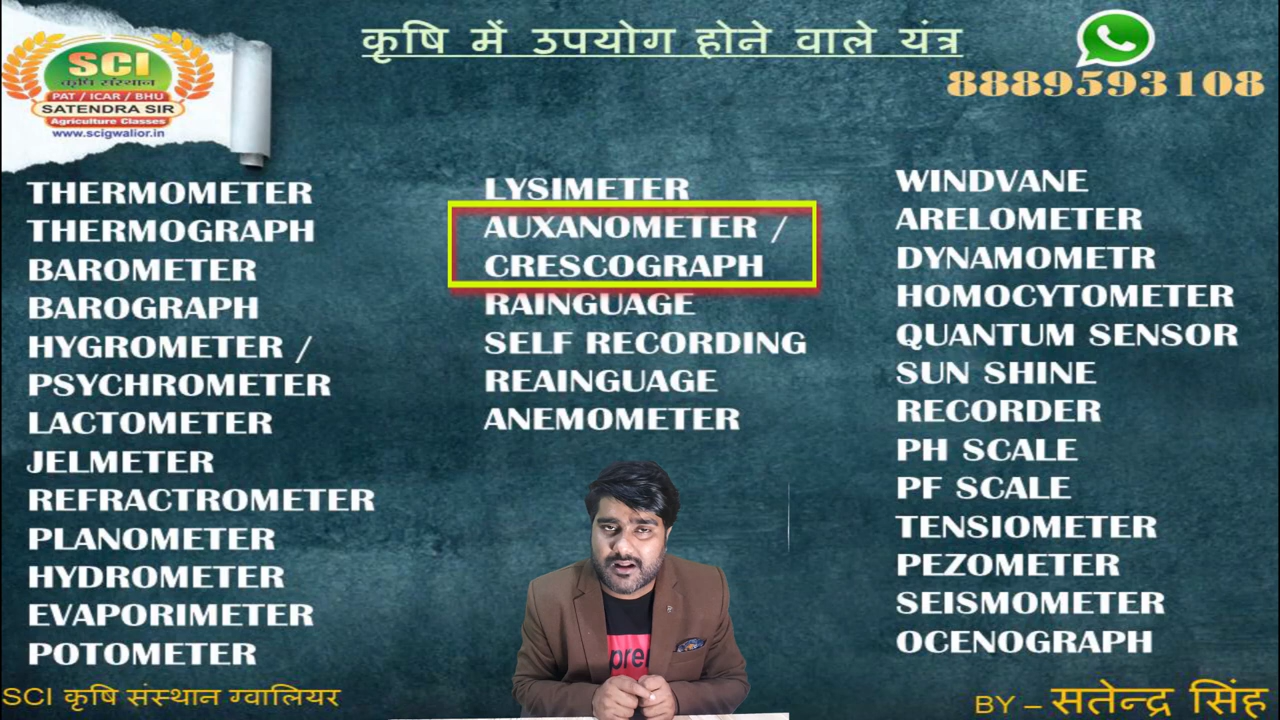 कृषि में उपयोग होने वाले यंत्र
8889593108
SCI
कृषि संस्थान
PAT / ICAR / BHU
SATENDRA SIR
Agriculture Classes
www.scigwalior.in
THERMOMETER
THERMOGRAPH
BAROMETER
BAROGRAPH
HYGROMETER /
PSYCHROMETER
LACTOMETER
JELMETER
REFRACTROMETER
PLANOMETER
HYDROMETER
EVAPORIMETER
POTOMETER
LYSIMETER
AUXANOMETER /
CRESCOGRAPH
RAINGUAGE
SELF RECORDING
REAINGUAGE
ANEMOMETER
WINDVANE
ARELOMETER
DYNAMOMETR
HOMOCYTOMETER
QUANTUM SENSOR
SUN SHINE
RECORDER
PH SCALE
PF SCALE
TENSIOMETER
PEZOMETER
SEISMOMETER
OCENOGRAPH
SCI कृषि संस्थान ग्वालियर
BY – सतेन्द्र सिंह